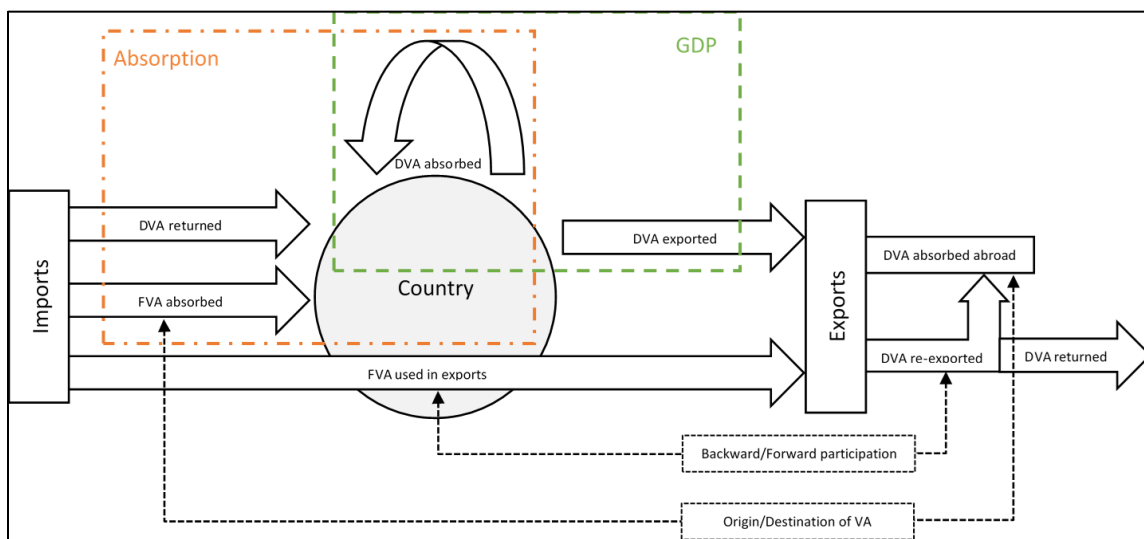 Absorption
GDP
DVA absorbed
Imports
DVA returned
FVA absorbed
Country
DVA exported
Exports
DVA absorbed abroad
FVA used in exports
DVA re-exported
DVA returned
Backward/Forward participation
Origin/Destination of VA